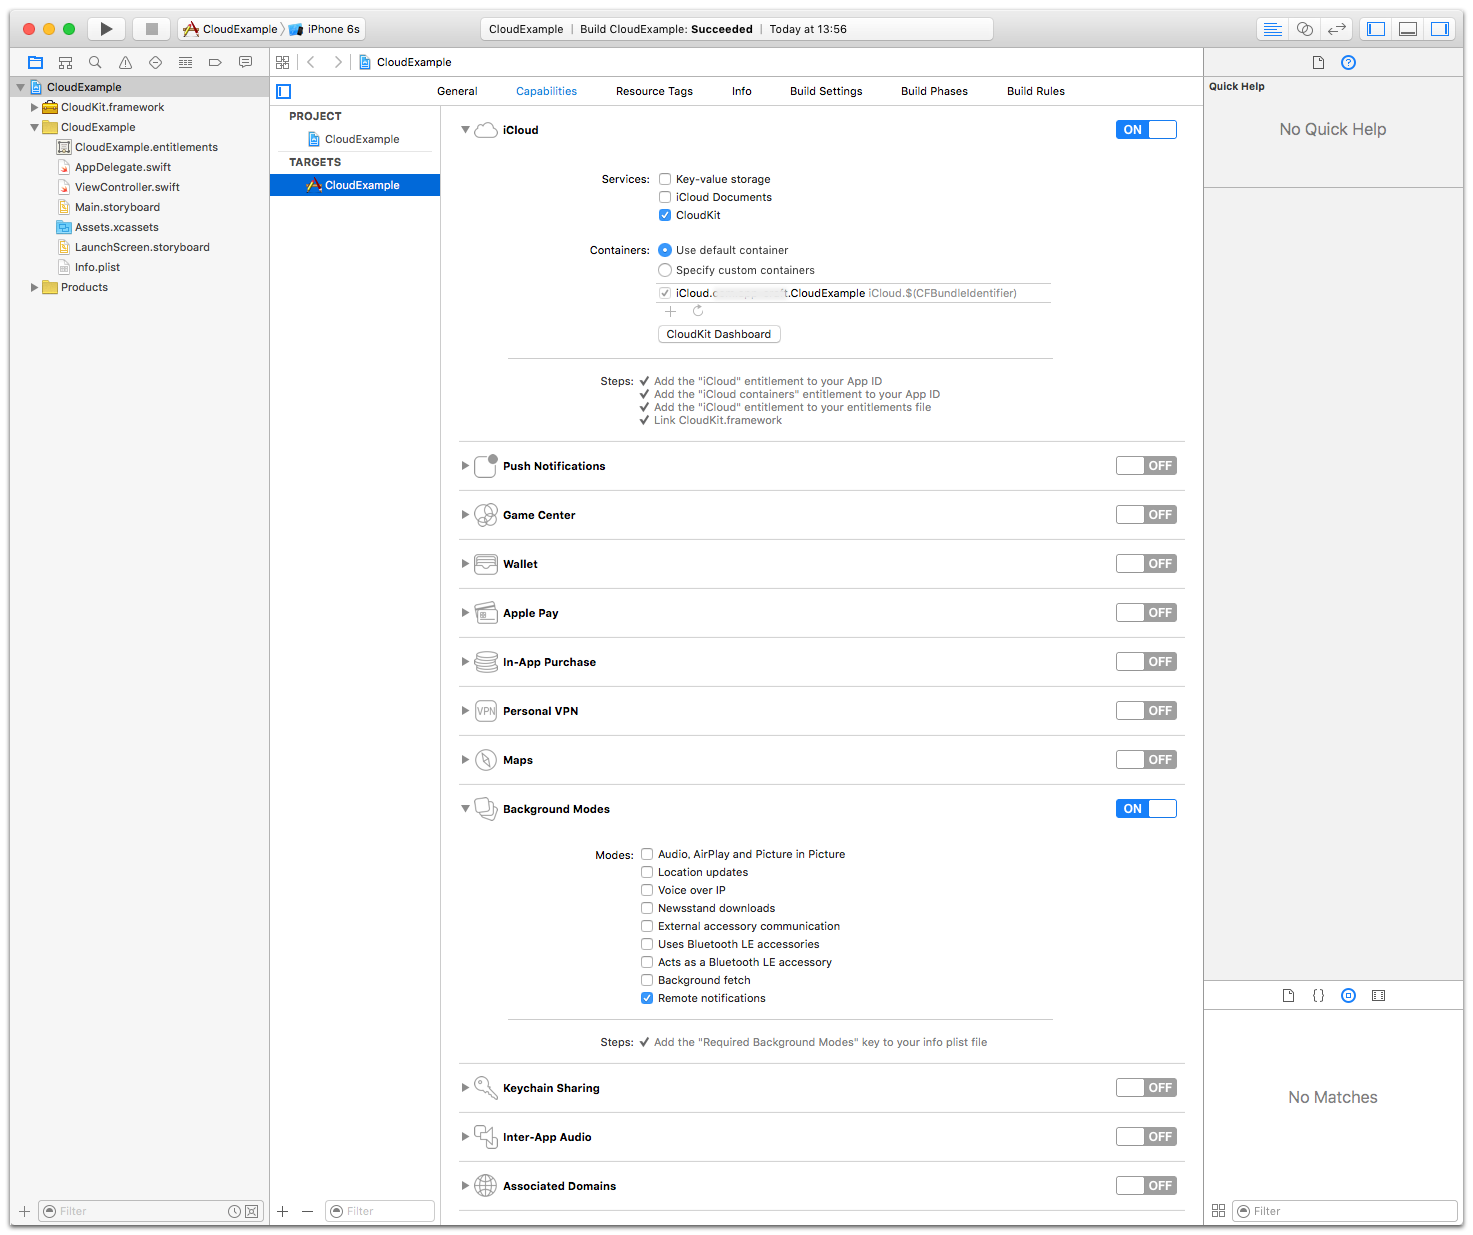 CloudExample iPhone 6s
CloudExample | Build CloudExample: Succeeded | Today at 13:56
CloudExample
CloudKit.framework
CloudExample
CloudExample.entitlements
AppDelegate.swift
ViewController.swift
Main.storyboard
Assets.xcassets
LaunchScreen.storyboard
Info.plist
Products
Filter
CloudExample
General Capabilities Resource Tags Info Build Settings Build Phases Build Rules
PROJECT
CloudExample
TARGETS
CloudExample
Filter
iCloud ON
Services: Key-value storage
iCloud Documents
CloudKit
Containers: Use default container
Specify custom containers
iCloud. .CloudExample iCloud.$(CFBundleIdentifier)
CloudKit Dashboard
Steps: Add the "iCloud" entitlement to your App ID
Add the "iCloud containers" entitlement to your App ID
Add the "iCloud" entitlement to your entitlements file
Link CloudKit.framework
Push Notifications OFF
Game Center OFF
Wallet OFF
Apple Pay OFF
In-App Purchase OFF
VPN Personal VPN OFF
Maps OFF
Background Modes ON
Modes: Audio, AirPlay and Picture in Picture
Location updates
Voice over IP
Newsstand downloads
External accessory communication
Uses Bluetooth LE accessories
Acts as a Bluetooth LE accessory
Background fetch
Remote notifications
Steps: Add the "Required Background Modes" key to your info plist file
Keychain Sharing OFF
Inter-App Audio OFF
Associated Domains OFF
Quick Help
No Quick Help
No Matches
Filter